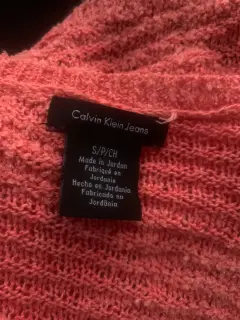 Calvin Klein Jeans
S/P/CH
Made in Jordan
Fabriqué en
Jordanie
Hecho en Jordania
Fabricado na
Jordânia